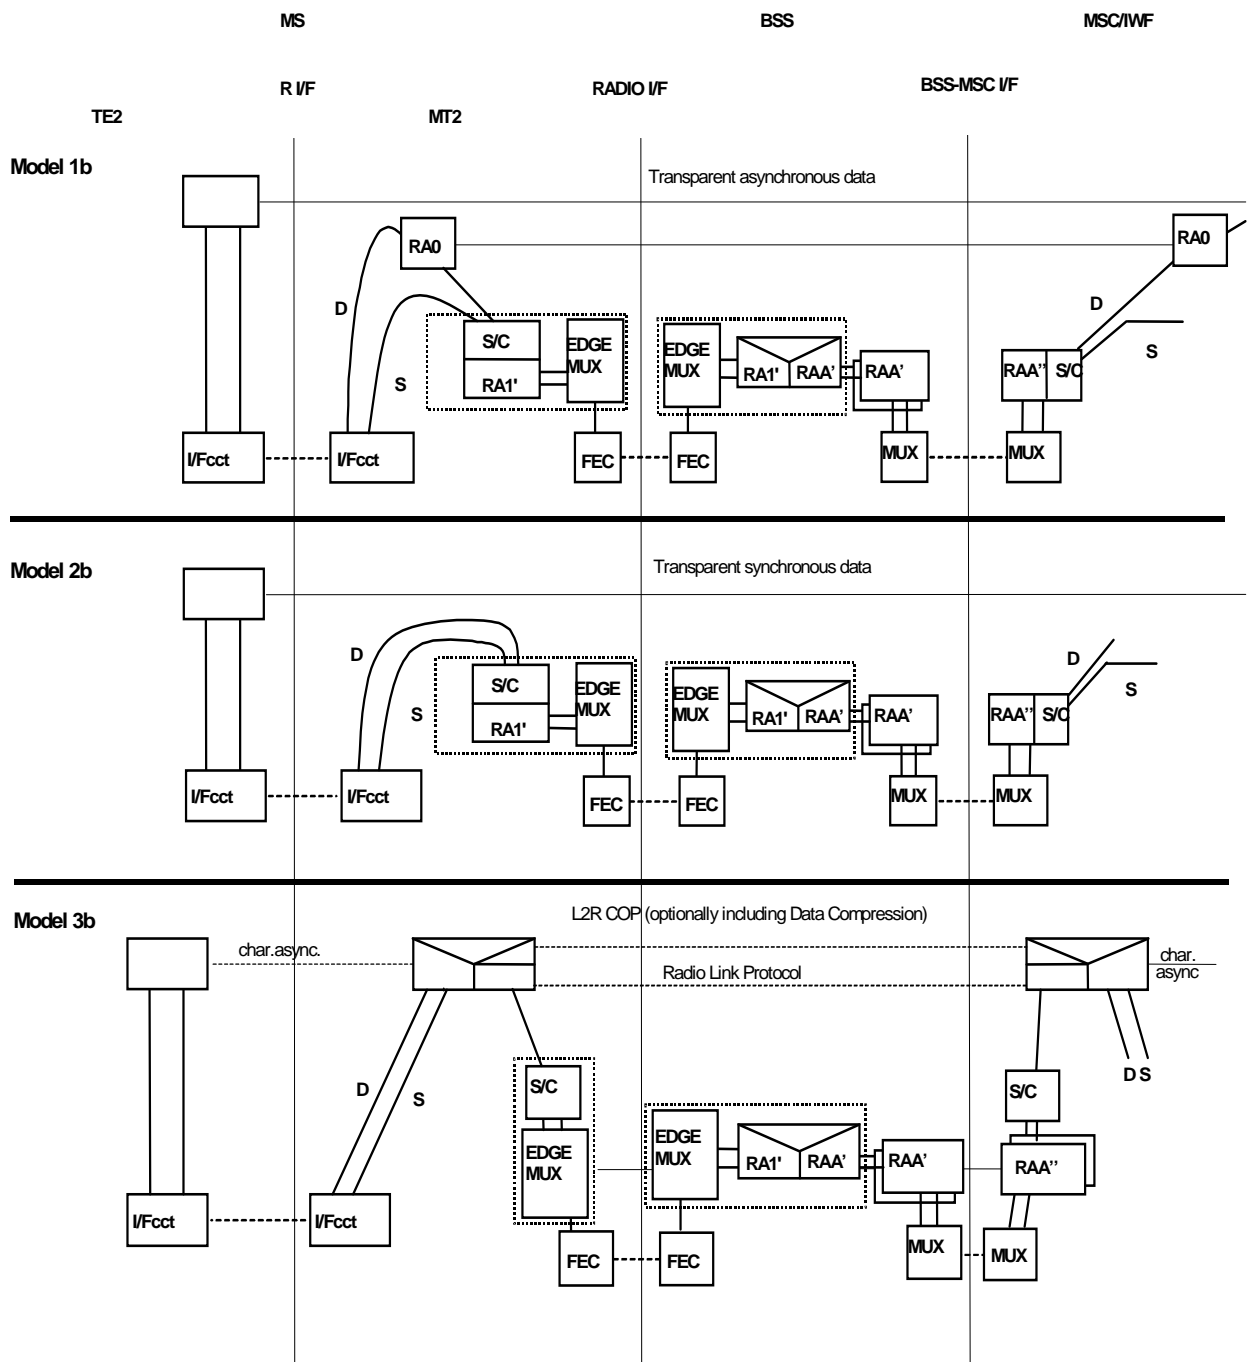 MS BSS MSC/IWF
R I/F RADIO I/F BSS-MSC I/F
TE2 MT2
Model 1b
Transparent asynchronous data
RA0 RA0
D D
S/C EDGE MUX EDGE MUX S
S RA1' RA1' RAA' RAA' RAA'' S/C
I/Fcct I/Fcct FEC FEC MUX MUX
Model 2b
Transparent synchronous data
D D
S/C EDGE MUX EDGE MUX S
S RA1' RA1' RAA' RAA' RAA'' S/C
I/Fcct I/Fcct FEC FEC MUX MUX
Model 3b
L2R COP (optionally including Data Compression)
char.async. char.
Radio Link Protocol async
D S S/C D S
S/C
EDGE MUX EDGE MUX RA1' RAA' RAA' RAA''
I/Fcct I/Fcct
FEC FEC MUX MUX